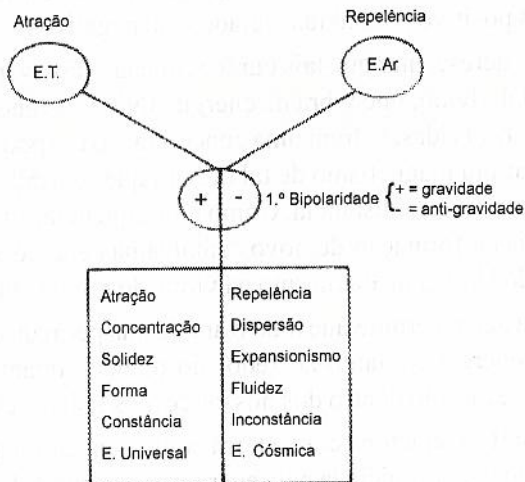 Atração
Repelência
E.T.
E.Ar
+ - 1.º Bipolaridade { + = gravidade
- = anti-gravidade
Atração Repelência
Concentração Dispersão
Solidez Expansionismo
Forma Fluidez
Constância Inconstância
E. Universal E. Cósmica